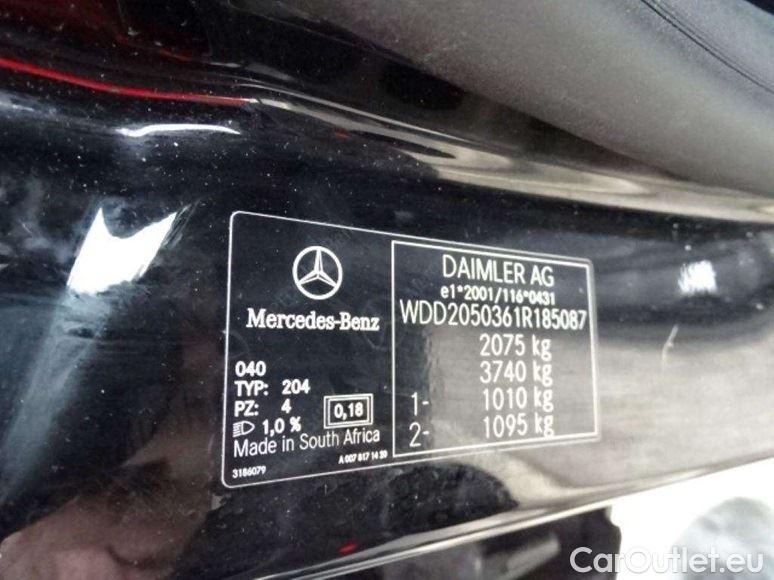 DAIMLER AG
e1*2001/116*0431
WDD2050361R185087
2075 kg
3740 kg
1- 1010 kg
2- 1095 kg
Mercedes-Benz
040
TYP: 204
PZ: 4
0,18
1,0 %
Made in South Africa
3186079
A 007 817 14 20
CarOutlet.eu